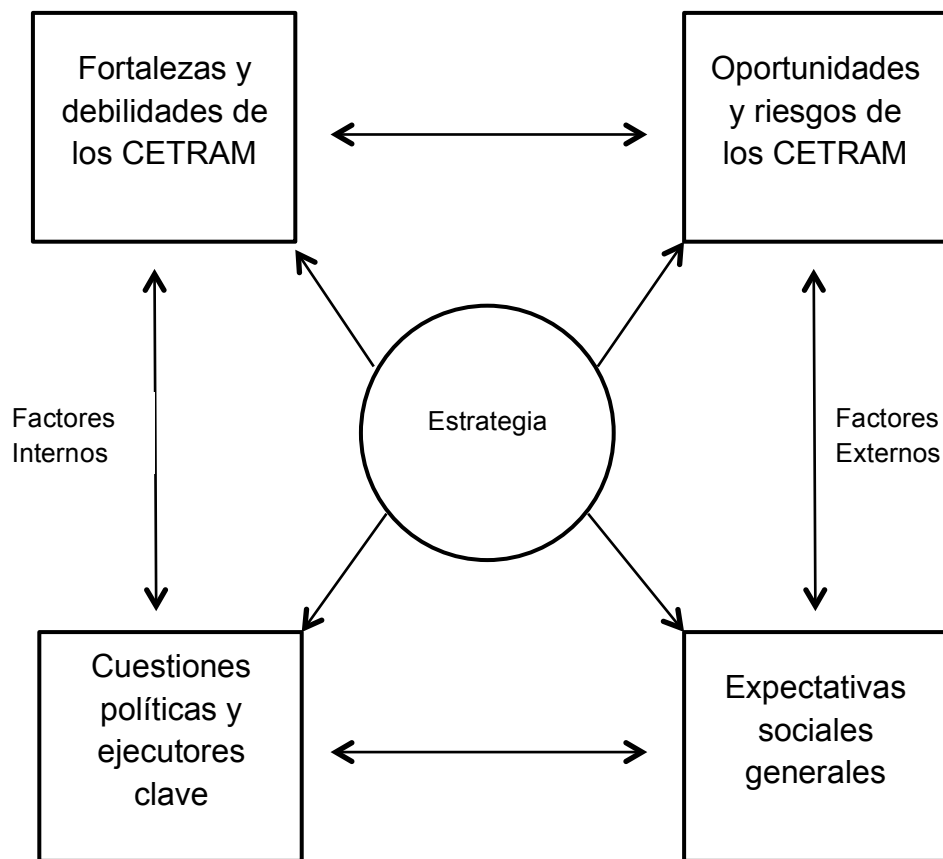 Fortalezas y
debilidades de
los CETRAM
Oportunidades
y riesgos de
los CETRAM
Factores
Internos
Estrategia
Factores
Externos
Cuestiones
políticas y
ejecutores
clave
Expectativas
sociales
generales